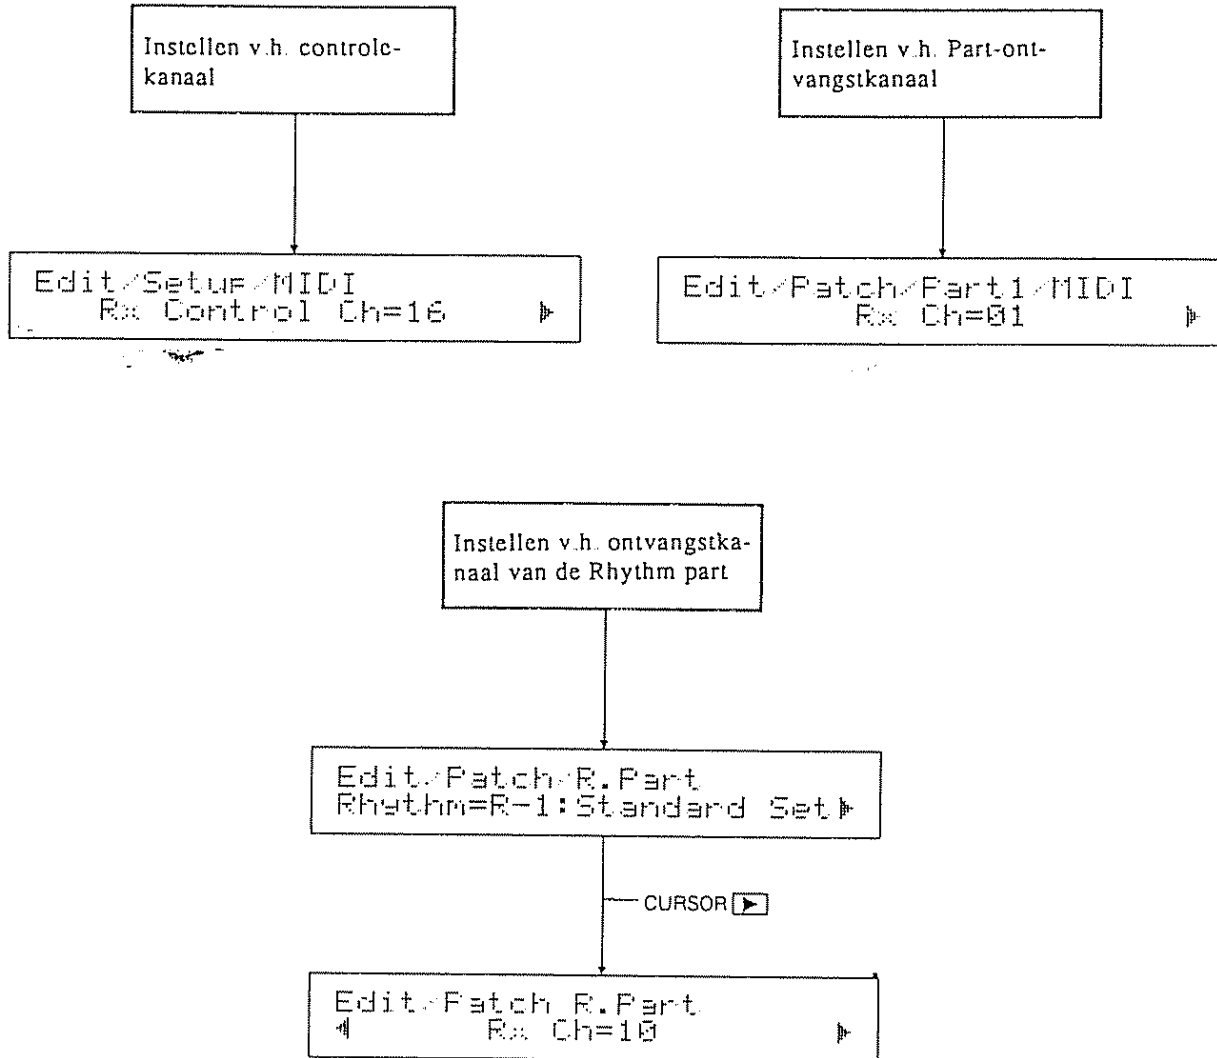 Instellen v.h. controle-
kanaal
Edit/Setup/MIDI
Rx Control Ch=16
Instellen v.h. Part-ont-
vangstkanaal
Edit/Patch/Part1/MIDI
Rx Ch=01
Instellen v.h. ontvangstka-
naal van de Rhythm part
Edit/Patch/R.Part
Rhythm=R-1:Standard Set
CURSOR
Edit/Patch R.Part
Rx Ch=10